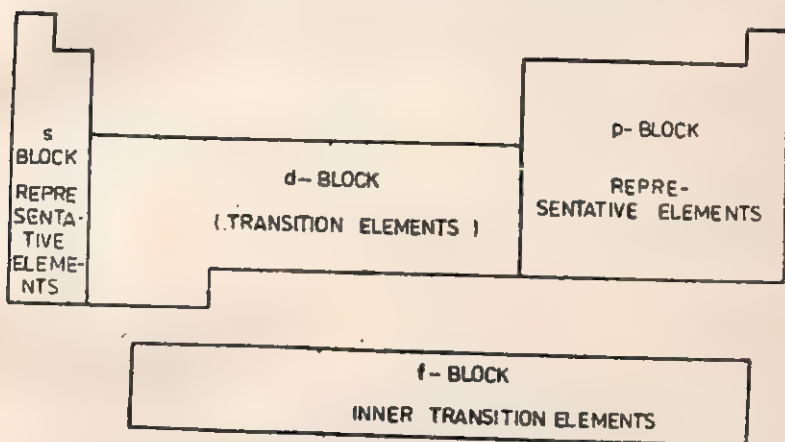 s
BLOCK
REPRE
SENTA-
TIVE
ELEME-
NTS
d-BLOCK
(.TRANSITION ELEMENTS )
p-BLOCK
REPRE-
SENTATIVE ELEMENTS
f-BLOCK
INNER TRANSITION ELEMENTS